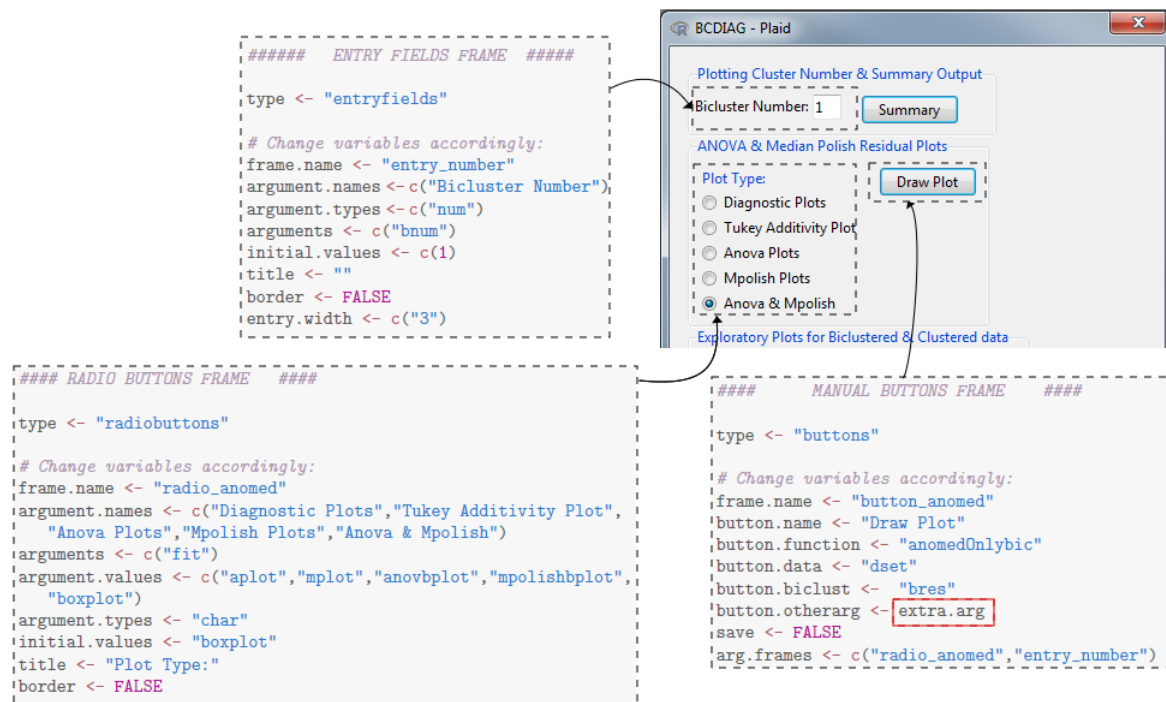 ###### ENTRY FIELDS FRAME #####
type <- "entryfields"
# Change variables accordingly:
frame.name <- "entry_number"
argument.names <- c("Bicluster Number")
argument.types <- c("num")
arguments <- c("bnum")
initial.values <- c(1)
title <- ""
border <- FALSE
entry.width <- c("3")
BCDIAG - Plaid
Plotting Cluster Number & Summary Output
Bicluster Number: 1 Summary
ANOVA & Median Polish Residual Plots
Plot Type:
Draw Plot
Diagnostic Plots
Tukey Additivity Plot
Anova Plots
Mpolish Plots
Anova & Mpolish
Exploratory Plots for Biclustered & Clustered data
#### RADIO BUTTONS FRAME ####
type <- "radiobuttons"
# Change variables accordingly:
frame.name <- "radio_anomed"
argument.names <- c("Diagnostic Plots","Tukey Additivity Plot",
"Anova Plots","Mpolish Plots","Anova & Mpolish")
arguments <- c("fit")
argument.values <- c("aplot","mplot","anovbplot","mpolishbplot",
"boxplot")
argument.types <- "char"
initial.values <- "boxplot"
title <- "Plot Type:"
border <- FALSE
#### MANUAL BUTTONS FRAME ####
type <- "buttons"
# Change variables accordingly:
frame.name <- "button_anomed"
button.name <- "Draw Plot"
button.function <- "anomedOnlybic"
button.data <- "dset"
button.biclust <- "bres"
button.otherarg <- extra.arg
save <- FALSE
arg.frames <- c("radio_anomed","entry_number")